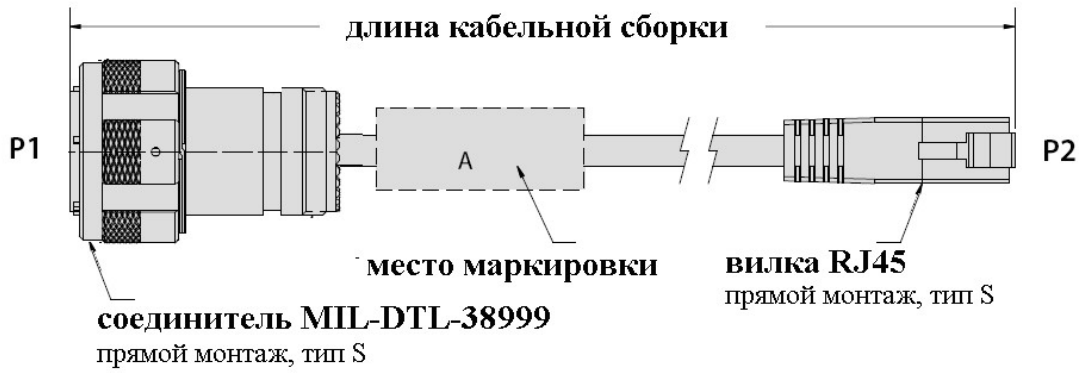 длина кабельной сборки
P1
A
P2
место маркировки
вилка RJ45
прямой монтаж, тип S
соединитель MIL-DTL-38999
прямой монтаж, тип S